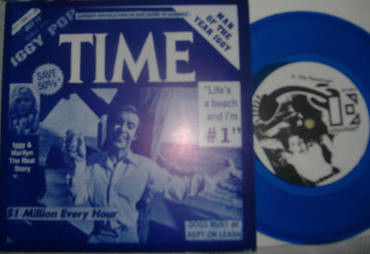 IGGY POP
MAN
OF THE
YEAR IGGY
TIME
SAVE
50%
"Life's
a beach
and I'm
#1"
Iggy &
Marilyn
The Real
Story
$1 Million Every Hour
DOGS MUST BE
KEPT ON LEASH